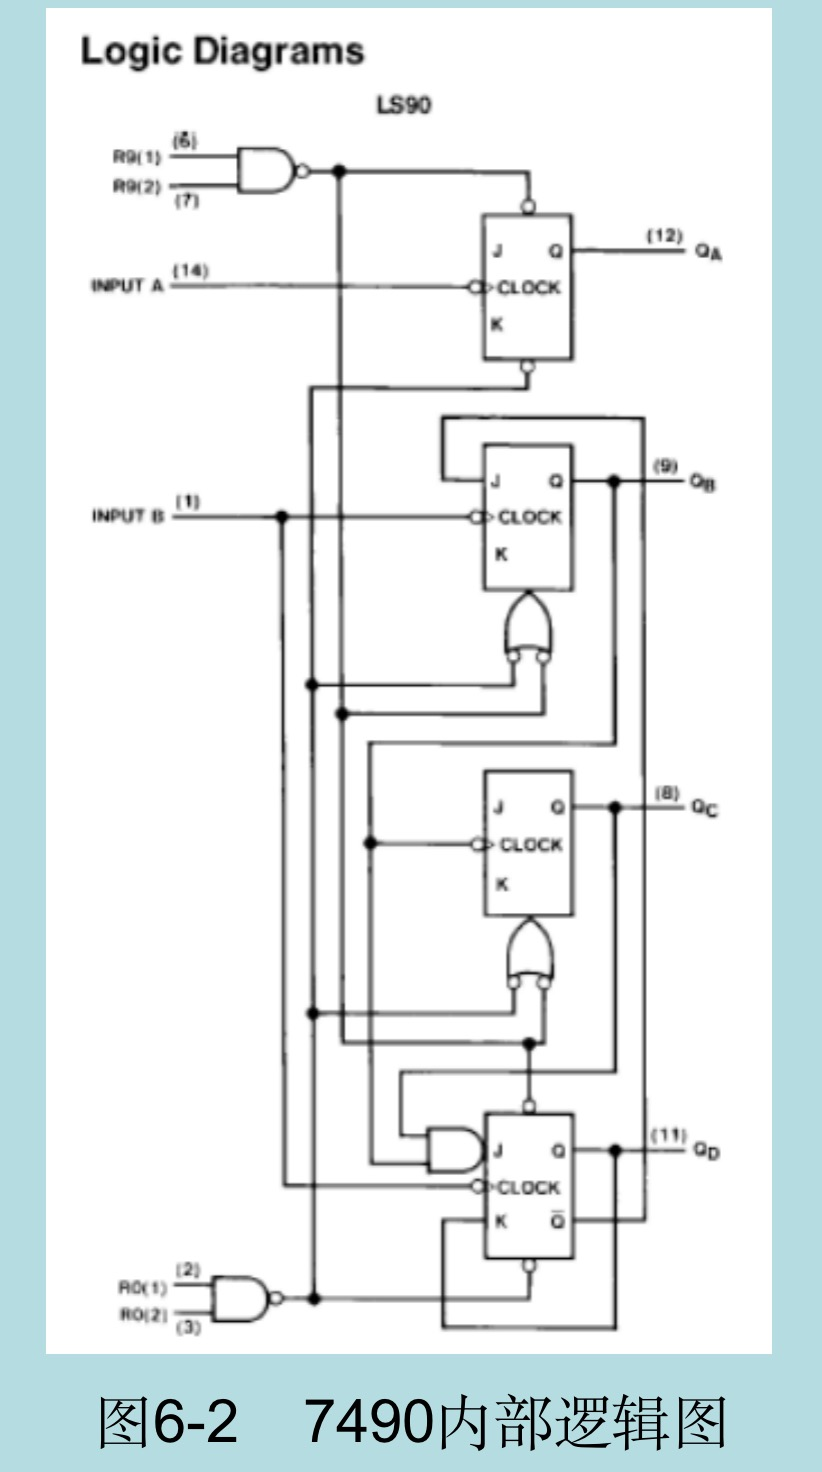 Logic Diagrams
LS90
R9(1) (6)
R9(2) (7)
J Q (12) QA
INPUT A (14) CLOCK
K
J Q (9) QB
INPUT B (1) CLOCK
K
J Q (8) QC
CLOCK
K
J Q (11) QD
CLOCK
K Q̅
R0(1) (2)
R0(2) (3)
图6-2 7490内部逻辑图